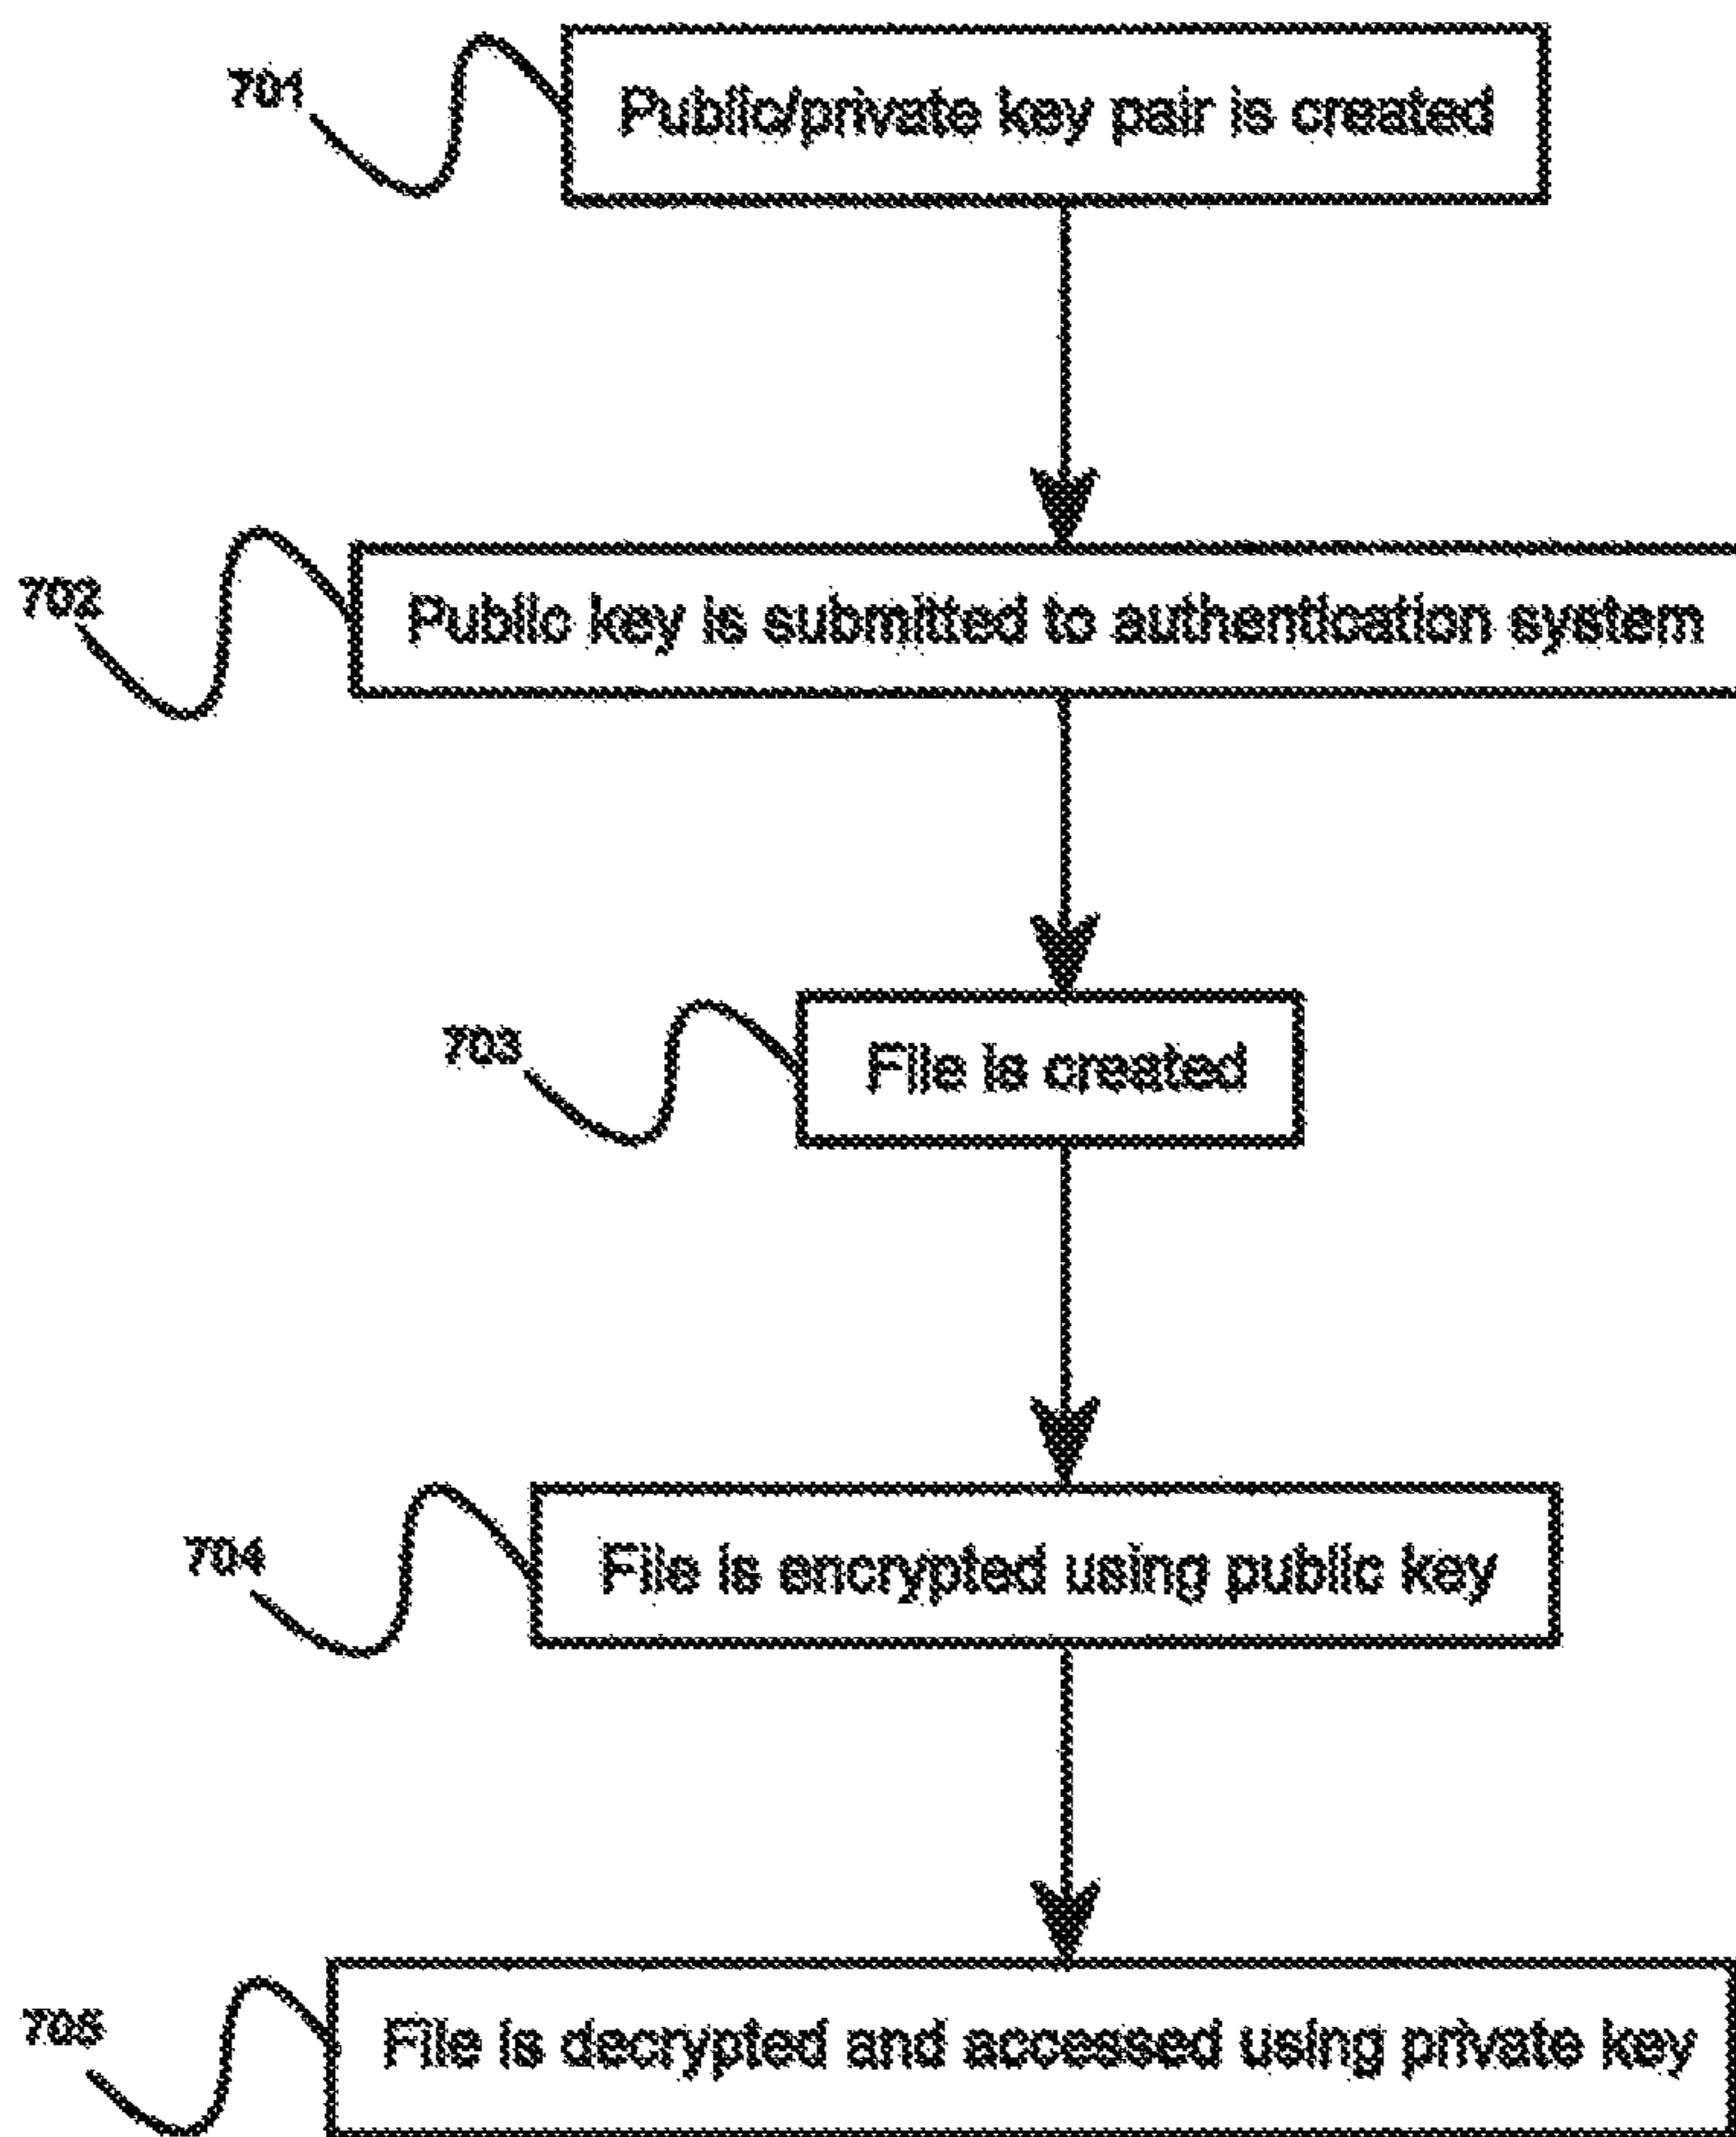 701
Public/private key pair is created
702
Public key is submitted to authentication system
703
File is created
704
File is encrypted using public key
705
File is decrypted and accessed using private key